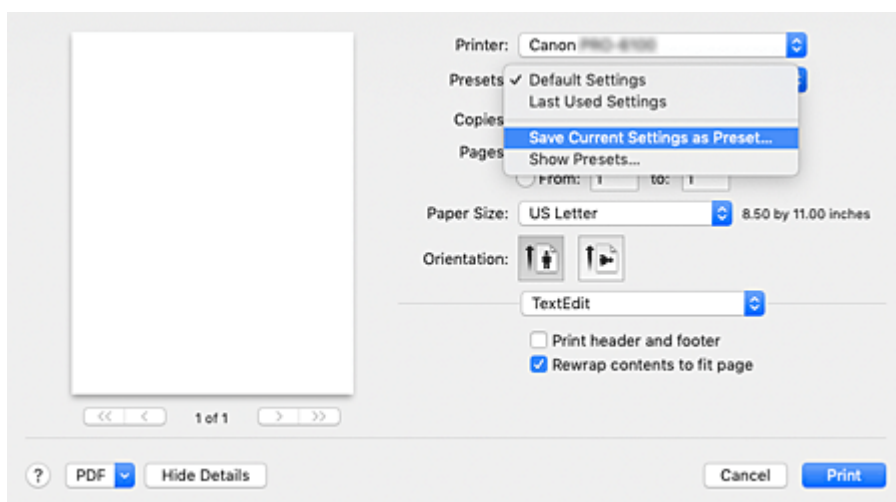 Printer: Canon
Presets ✓ Default Settings
Last Used Settings
Copies
Save Current Settings as Preset...
Pages
Show Presets...
From: 1 to: 1
Paper Size: US Letter 8.50 by 11.00 inches
Orientation:
TextEdit
Print header and footer
Rewrap contents to fit page
<< < 1 of 1 > >>
? PDF Hide Details Cancel Print